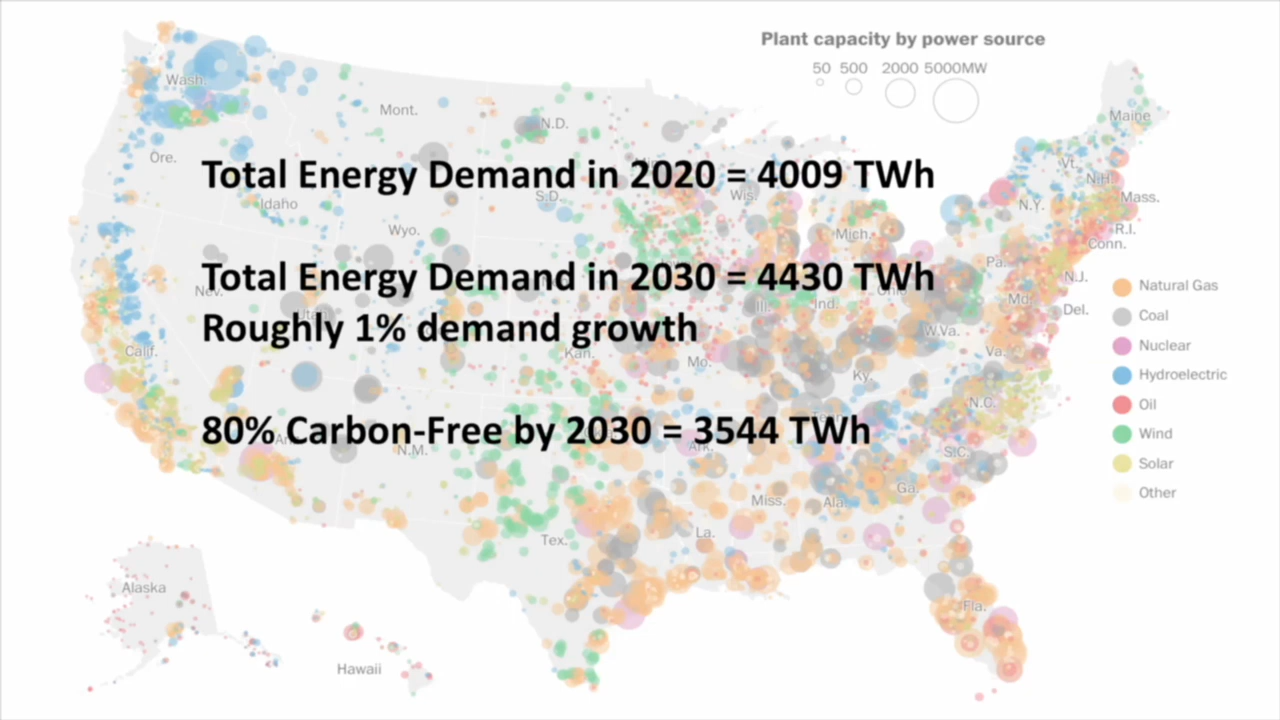 Plant capacity by power source
50 500 2000 5000MW
Wash.
Mont.
N.D.
Maine
Ore.
Vt.
Total Energy Demand in 2020 = 4009 TWh
N.H.
Idaho
S.D.
Wis.
N.Y.
Mass.
Wyo.
Mich.
R.I.
Conn.
Total Energy Demand in 2030 = 4430 TWh
Pa.
N.J.
Natural Gas
Nev.
Ohio
Md.
Ill.
Ind.
Del.
Utah
Coal
Roughly 1% demand growth
W.Va.
Calif.
Kan.
Mo.
Va.
Nuclear
Ky.
Hydroelectric
N.C.
Oil
80% Carbon-Free by 2030 = 3544 TWh
Wind
N.M.
Ark.
S.C.
Solar
Miss.
Ala.
Ga.
Other
Tex.
La.
Alaska
Fla.
Hawaii